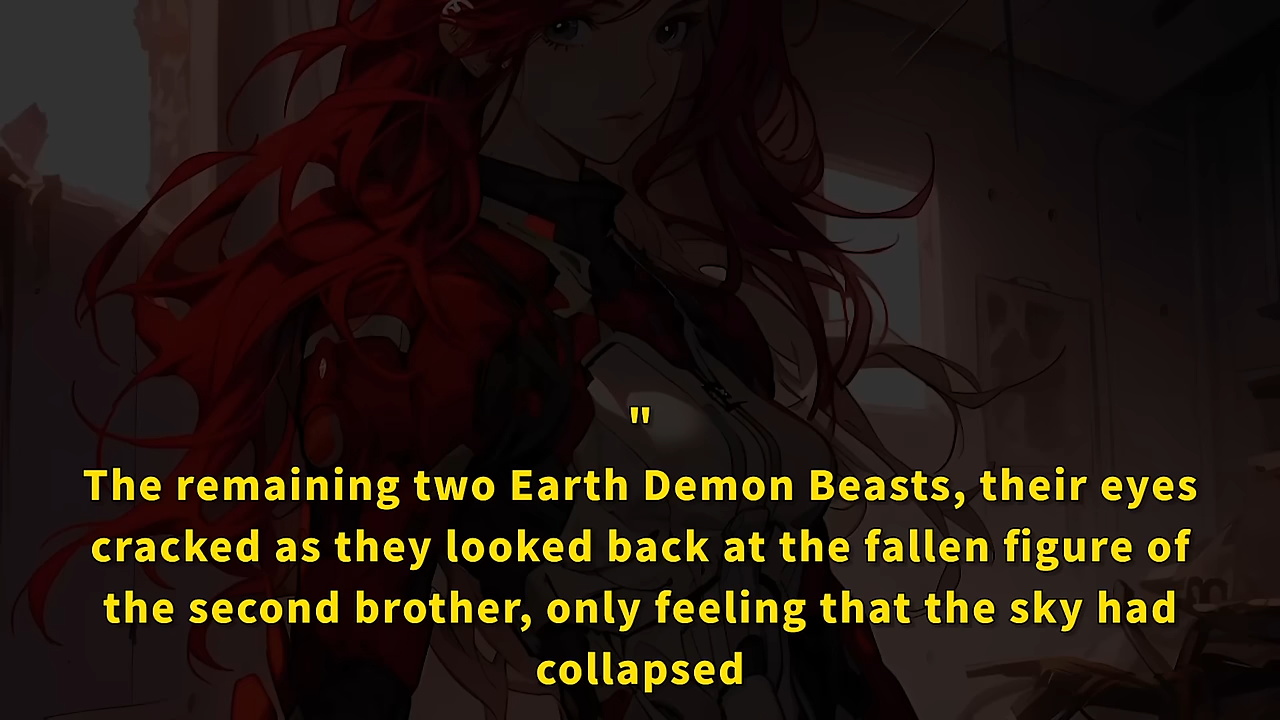 "
The remaining two Earth Demon Beasts, their eyes
cracked as they looked back at the fallen figure of
the second brother, only feeling that the sky had
collapsed